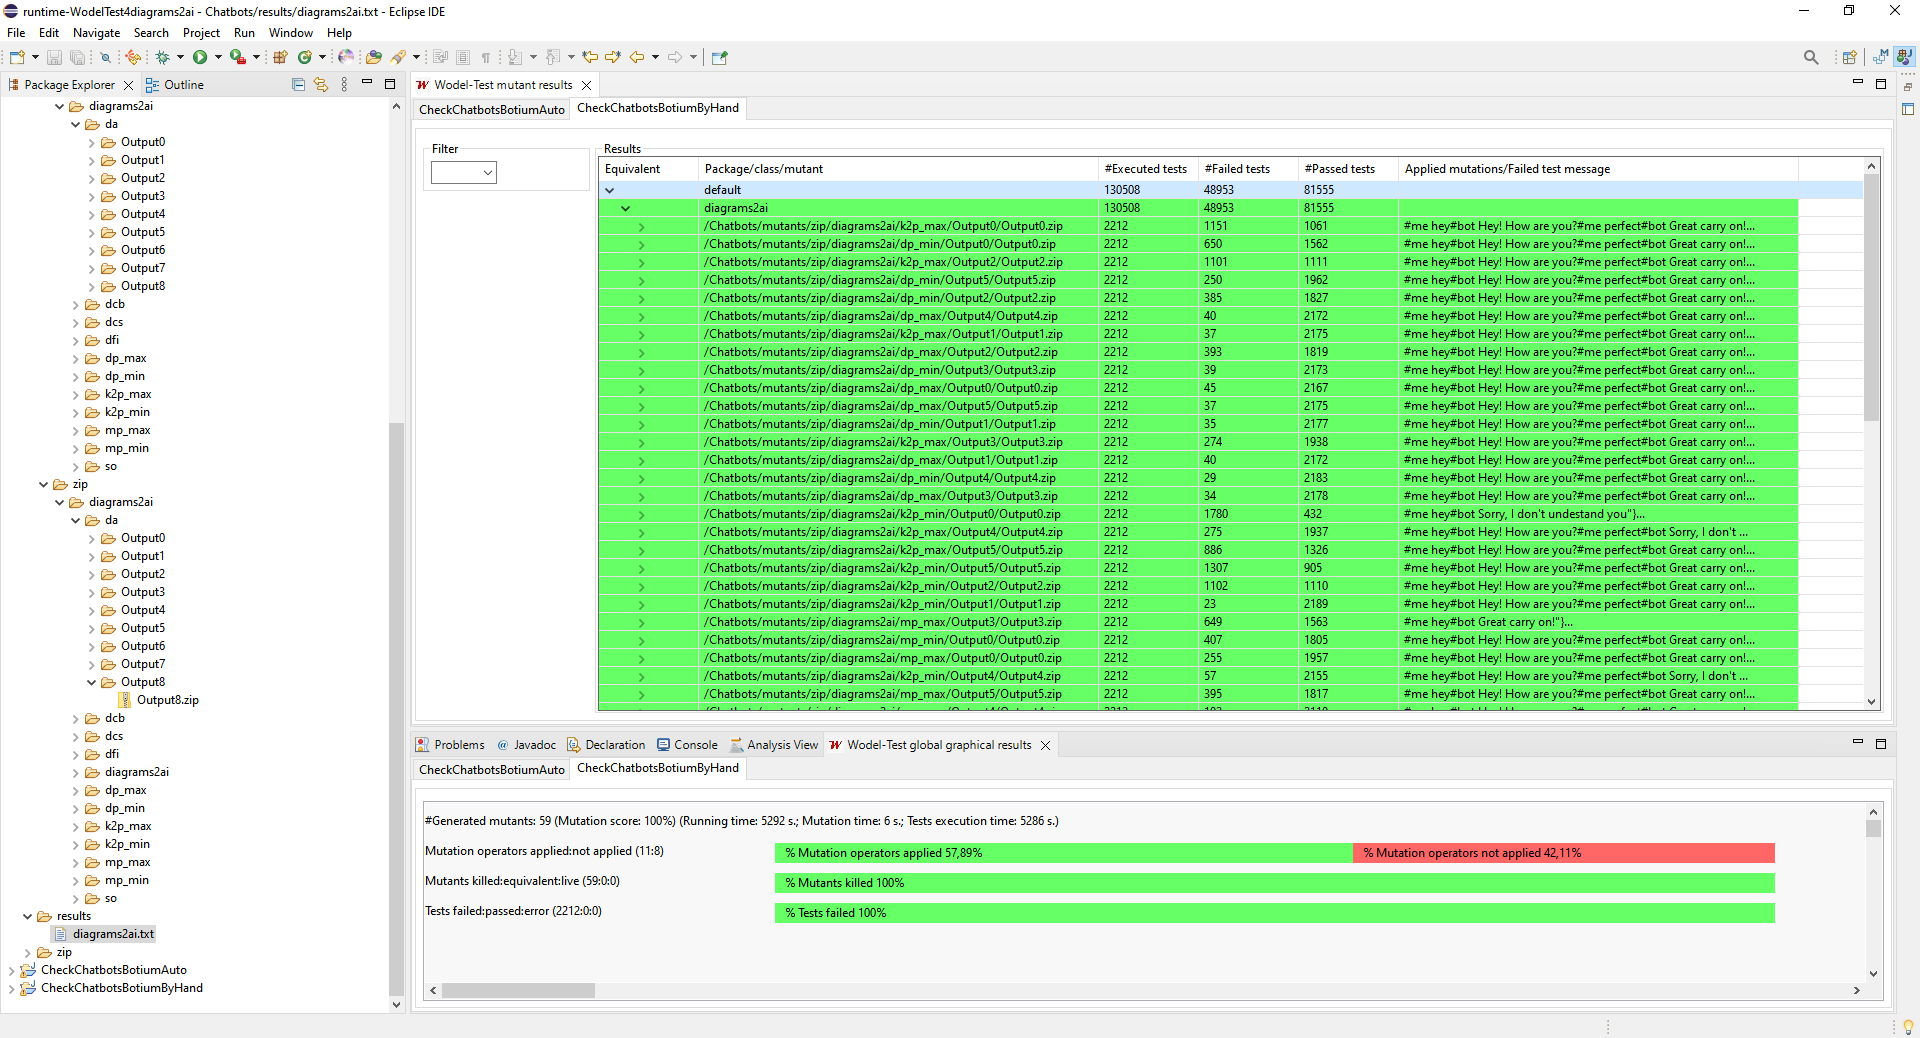 runtime-WodelTest4diagrams2ai - Chatbots/results/diagrams2ai.txt - Eclipse IDE
File Edit Navigate Search Project Run Window Help
Package Explorer
Outline
diagrams2ai
da
Output0
Output1
Output2
Output3
Output4
Output5
Output6
Output7
Output8
dcb
dcs
dfi
dp_max
dp_min
k2p_max
k2p_min
mp_max
mp_min
so
zip
diagrams2ai
da
Output0
Output1
Output2
Output3
Output4
Output5
Output6
Output7
Output8
Output8.zip
dcb
dcs
dfi
diagrams2ai
dp_max
dp_min
k2p_max
k2p_min
mp_max
mp_min
so
results
diagrams2ai.txt
zip
CheckChatbotsBotiumAuto
CheckChatbotsBotiumByHand
Wodel-Test mutant results
CheckChatbotsBotiumAuto CheckChatbotsBotiumByHand
Filter
Results
Equivalent Package/class/mutant #Executed tests #Failed tests #Passed tests Applied mutations/Failed test message
default 130508 48953 81555
diagrams2ai 130508 48953 81555
/Chatbots/mutants/zip/diagrams2ai/k2p_max/Output0/Output0.zip 2212 1151 1061 #me hey#bot Hey! How are you?#me perfect#bot Great carry on!...
/Chatbots/mutants/zip/diagrams2ai/dp_min/Output0/Output0.zip 2212 650 1562 #me hey#bot Hey! How are you?#me perfect#bot Great carry on!...
/Chatbots/mutants/zip/diagrams2ai/k2p_max/Output2/Output2.zip 2212 1101 1111 #me hey#bot Hey! How are you?#me perfect#bot Great carry on!...
/Chatbots/mutants/zip/diagrams2ai/dp_min/Output5/Output5.zip 2212 250 1962 #me hey#bot Hey! How are you?#me perfect#bot Great carry on!...
/Chatbots/mutants/zip/diagrams2ai/dp_min/Output2/Output2.zip 2212 385 1827 #me hey#bot Hey! How are you?#me perfect#bot Great carry on!...
/Chatbots/mutants/zip/diagrams2ai/dp_max/Output4/Output4.zip 2212 40 2172 #me hey#bot Hey! How are you?#me perfect#bot Great carry on!...
/Chatbots/mutants/zip/diagrams2ai/k2p_max/Output1/Output1.zip 2212 37 2175 #me hey#bot Hey! How are you?#me perfect#bot Great carry on!...
/Chatbots/mutants/zip/diagrams2ai/dp_max/Output2/Output2.zip 2212 393 1819 #me hey#bot Hey! How are you?#me perfect#bot Great carry on!...
/Chatbots/mutants/zip/diagrams2ai/dp_min/Output3/Output3.zip 2212 39 2173 #me hey#bot Hey! How are you?#me perfect#bot Great carry on!...
/Chatbots/mutants/zip/diagrams2ai/dp_max/Output0/Output0.zip 2212 45 2167 #me hey#bot Hey! How are you?#me perfect#bot Great carry on!...
/Chatbots/mutants/zip/diagrams2ai/dp_max/Output5/Output5.zip 2212 37 2175 #me hey#bot Hey! How are you?#me perfect#bot Great carry on!...
/Chatbots/mutants/zip/diagrams2ai/dp_min/Output1/Output1.zip 2212 35 2177 #me hey#bot Hey! How are you?#me perfect#bot Great carry on!...
/Chatbots/mutants/zip/diagrams2ai/k2p_max/Output3/Output3.zip 2212 274 1938 #me hey#bot Hey! How are you?#me perfect#bot Great carry on!...
/Chatbots/mutants/zip/diagrams2ai/dp_max/Output1/Output1.zip 2212 40 2172 #me hey#bot Hey! How are you?#me perfect#bot Great carry on!...
/Chatbots/mutants/zip/diagrams2ai/dp_min/Output4/Output4.zip 2212 29 2183 #me hey#bot Hey! How are you?#me perfect#bot Great carry on!...
/Chatbots/mutants/zip/diagrams2ai/dp_max/Output3/Output3.zip 2212 34 2178 #me hey#bot Hey! How are you?#me perfect#bot Great carry on!...
/Chatbots/mutants/zip/diagrams2ai/k2p_min/Output0/Output0.zip 2212 1780 432 #me hey#bot Sorry, I don't undestand you"}...
/Chatbots/mutants/zip/diagrams2ai/k2p_max/Output4/Output4.zip 2212 275 1937 #me hey#bot Hey! How are you?#me perfect#bot Sorry, I don't ...
/Chatbots/mutants/zip/diagrams2ai/k2p_max/Output5/Output5.zip 2212 886 1326 #me hey#bot Hey! How are you?#me perfect#bot Great carry on!...
/Chatbots/mutants/zip/diagrams2ai/k2p_min/Output5/Output5.zip 2212 1307 905 #me hey#bot Hey! How are you?#me perfect#bot Great carry on!...
/Chatbots/mutants/zip/diagrams2ai/k2p_min/Output2/Output2.zip 2212 1102 1110 #me hey#bot Hey! How are you?#me perfect#bot Great carry on!...
/Chatbots/mutants/zip/diagrams2ai/k2p_min/Output1/Output1.zip 2212 23 2189 #me hey#bot Hey! How are you?#me perfect#bot Great carry on!...
/Chatbots/mutants/zip/diagrams2ai/mp_max/Output3/Output3.zip 2212 649 1563 #me hey#bot Great carry on!"}...
/Chatbots/mutants/zip/diagrams2ai/mp_min/Output0/Output0.zip 2212 407 1805 #me hey#bot Hey! How are you?#me perfect#bot Great carry on!...
/Chatbots/mutants/zip/diagrams2ai/mp_max/Output0/Output0.zip 2212 255 1957 #me hey#bot Hey! How are you?#me perfect#bot Great carry on!...
/Chatbots/mutants/zip/diagrams2ai/k2p_min/Output4/Output4.zip 2212 57 2155 #me hey#bot Hey! How are you?#me perfect#bot Sorry, I don't ...
/Chatbots/mutants/zip/diagrams2ai/mp_max/Output5/Output5.zip 2212 395 1817 #me hey#bot Hey! How are you?#me perfect#bot Great carry on!...
Problems Javadoc Declaration Console Analysis View Wodel-Test global graphical results
CheckChatbotsBotiumAuto CheckChatbotsBotiumByHand
#Generated mutants: 59 (Mutation score: 100%) (Running time: 5292 s.; Mutation time: 6 s.; Tests execution time: 5286 s.)
Mutation operators applied:not applied (11:8) % Mutation operators applied 57,89% % Mutation operators not applied 42,11%
Mutants killed:equivalent:live (59:0:0) % Mutants killed 100%
Tests failed:passed:error (2212:0:0) % Tests failed 100%